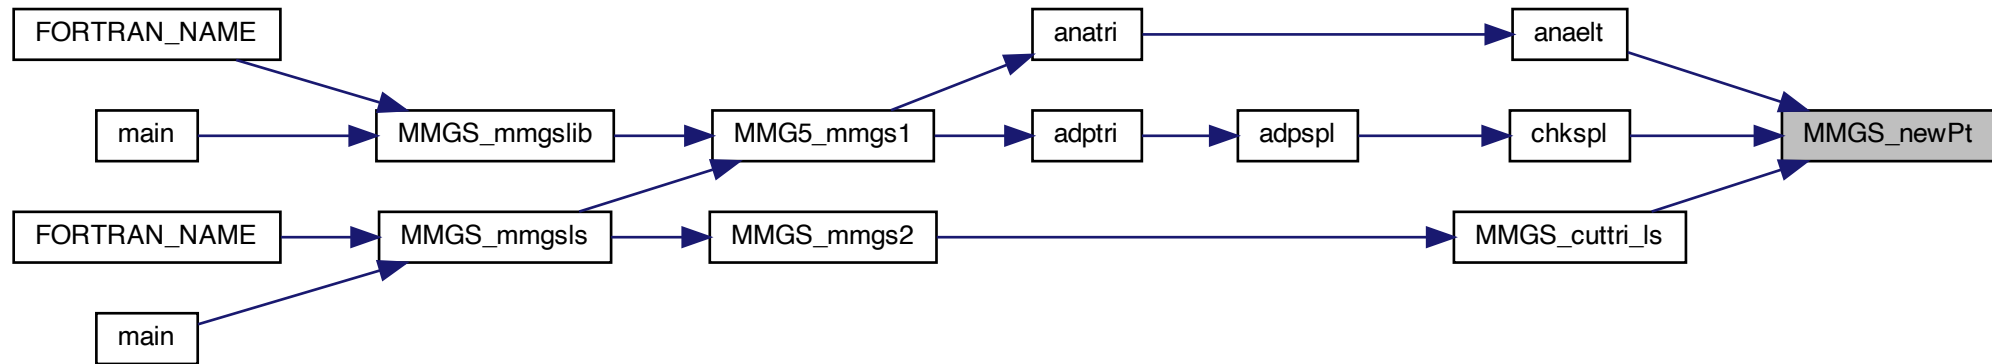 FORTRAN_NAME
anatri
anaelt
main
MMGS_mmgslib
MMG5_mmgs1
adptri
adpspl
chkspl
MMGS_newPt
FORTRAN_NAME
MMGS_mmgsls
MMGS_mmgs2
MMGS_cuttri_ls
main